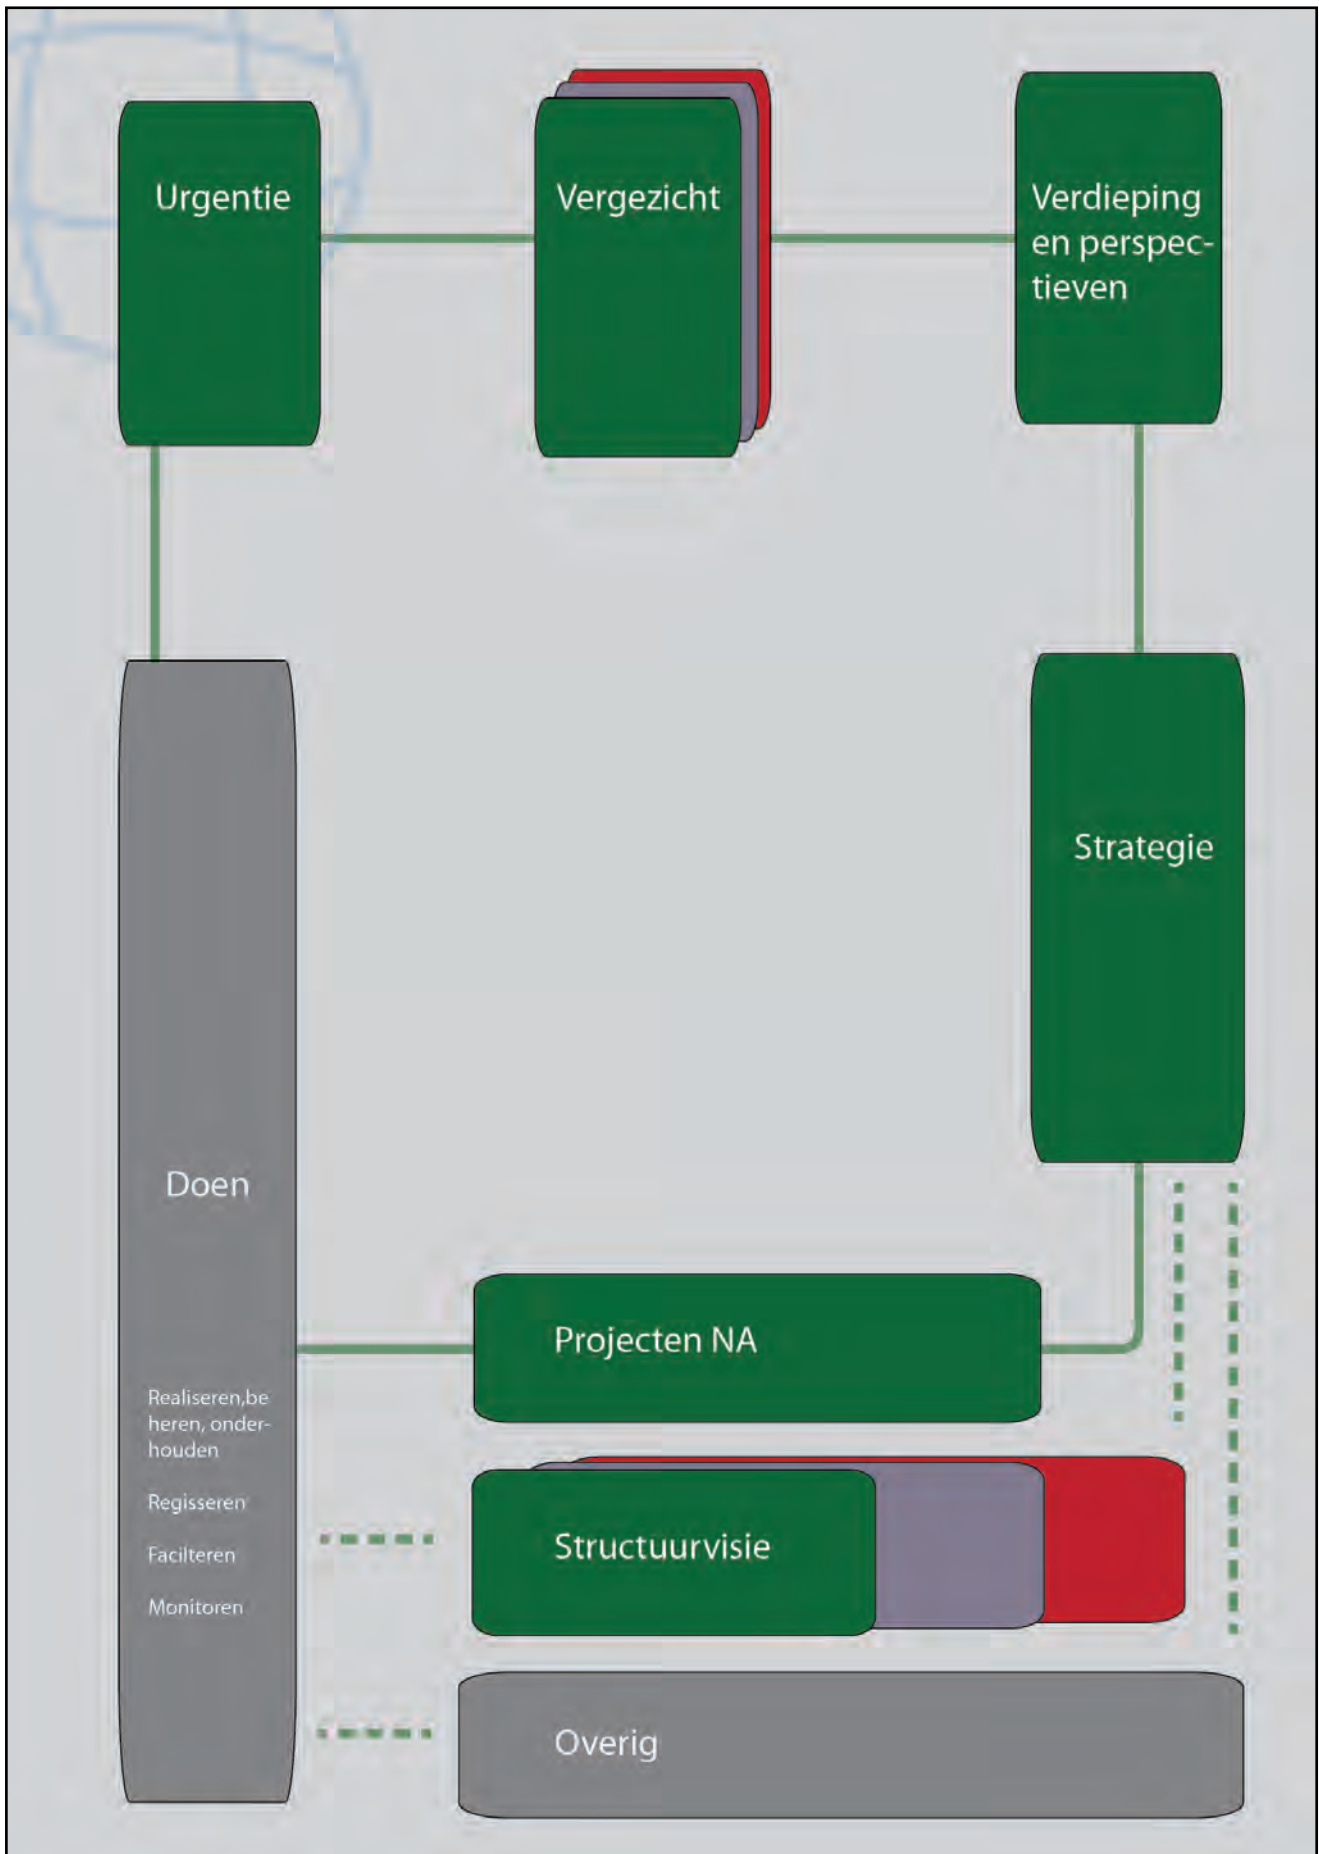 Urgentie
Vergezicht
Verdieping
en perspec-
tieven
Strategie
Doen
Realiseren,be
heren, onder-
houden
Regisseren
Facilteren
Monitoren
Projecten NA
Structuurvisie
Overig